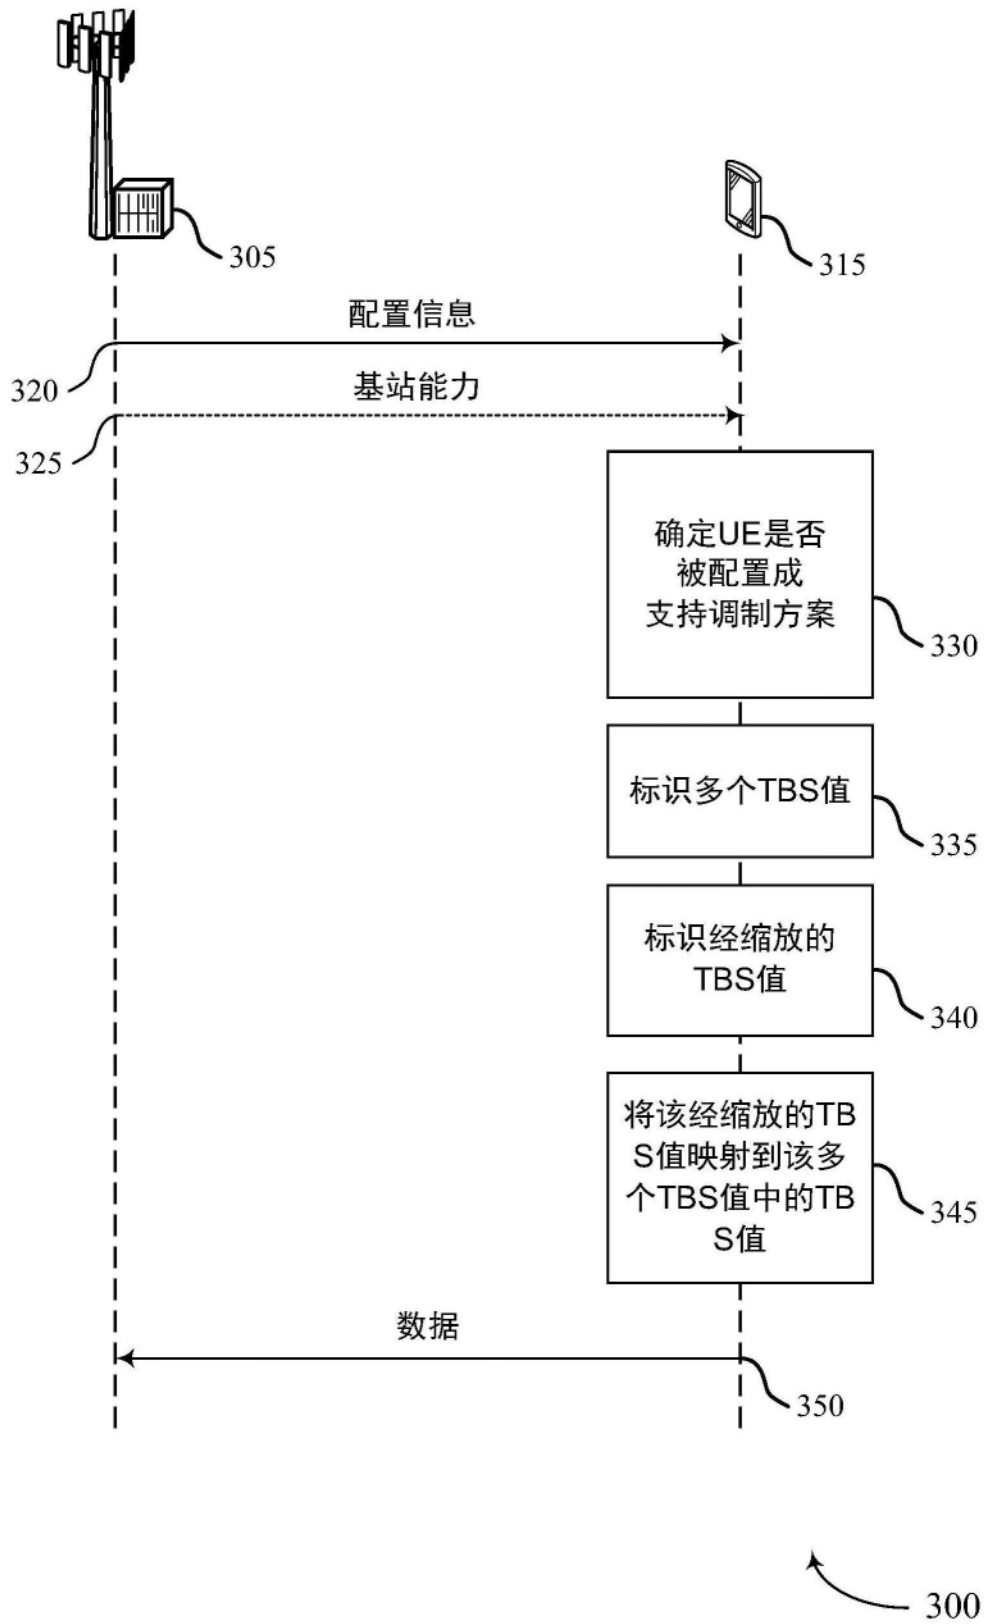 305
315
配置信息
320
基站能力
325
确定UE是否
被配置成
支持调制方案
330
标识多个TBS值
335
标识经缩放的
TBS值
340
将该经缩放的TB
S值映射到该多
个TBS值中的TB
S值
345
数据
350
300